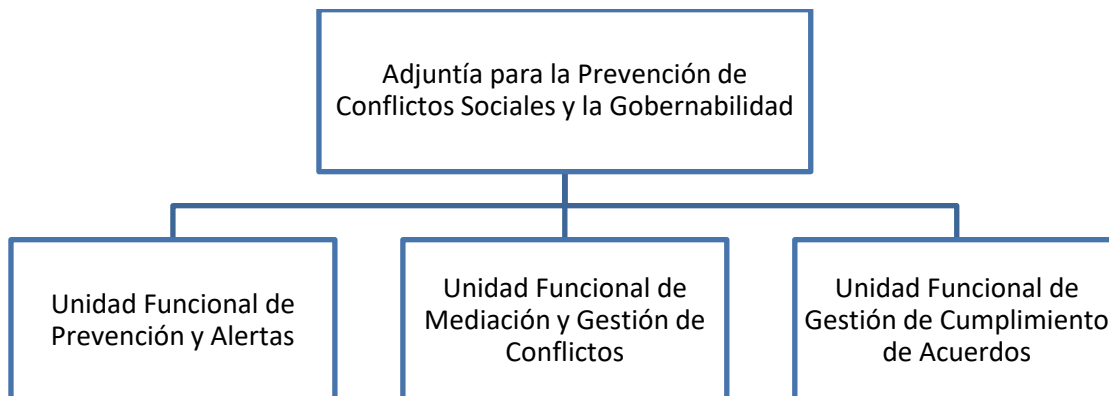 Adjuntía para la Prevención de
Conflictos Sociales y la Gobernabilidad
Unidad Funcional de
Prevención y Alertas
Unidad Funcional de
Mediación y Gestión de
Conflictos
Unidad Funcional de
Gestión de Cumplimiento
de Acuerdos